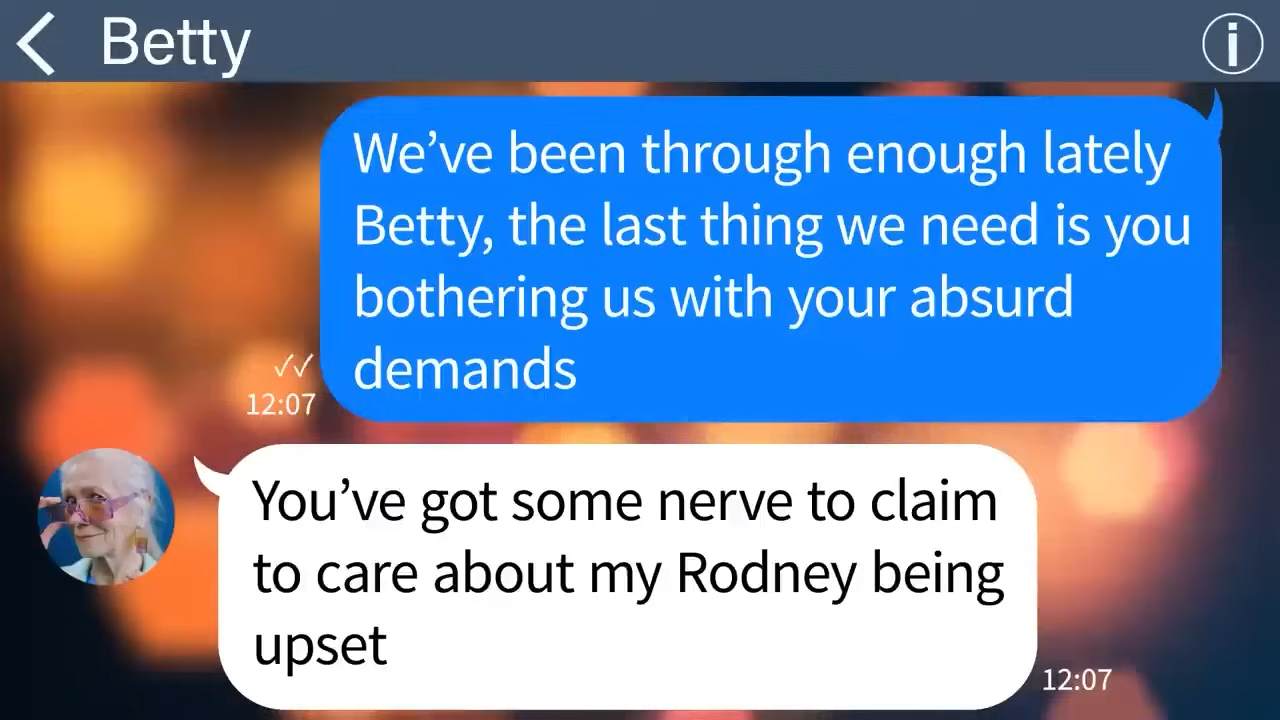 Betty
We’ve been through enough lately
Betty, the last thing we need is you
bothering us with your absurd
demands
12:07
You’ve got some nerve to claim
to care about my Rodney being
upset
12:07